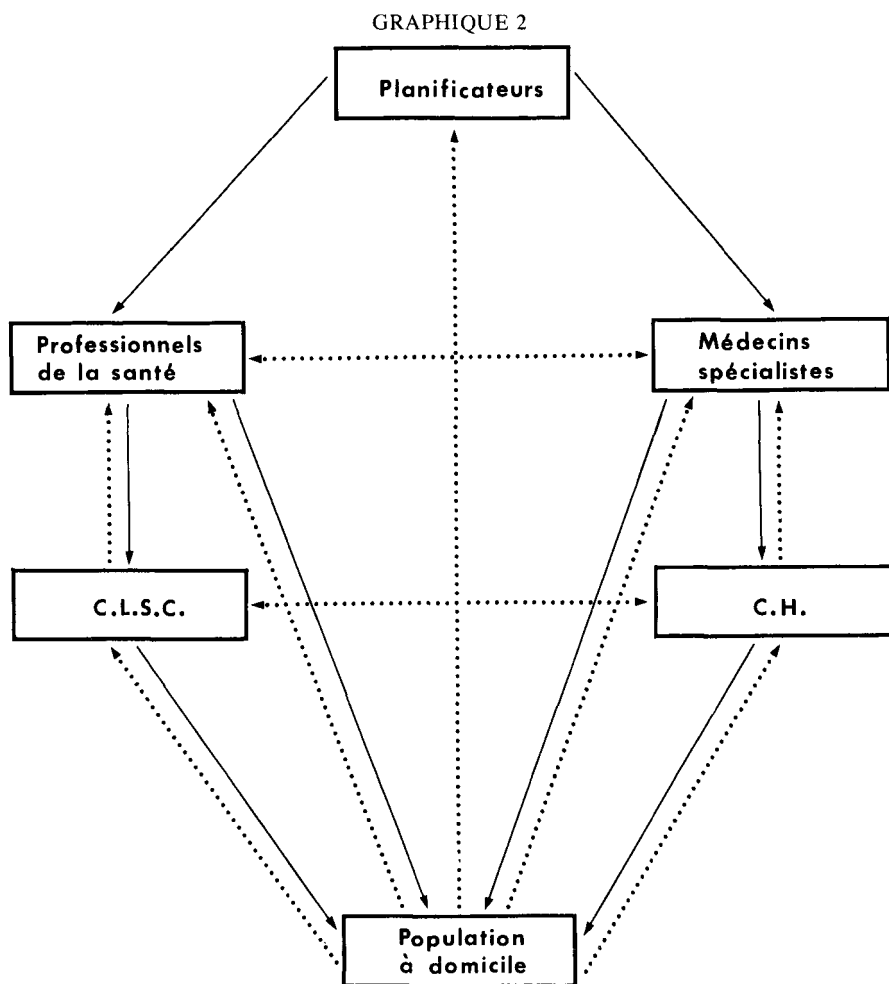 GRAPHIQUE 2
Planificateurs
Professionnels
de la santé
Médecins
spécialistes
C.L.S.C.
C.H.
Population
à domicile